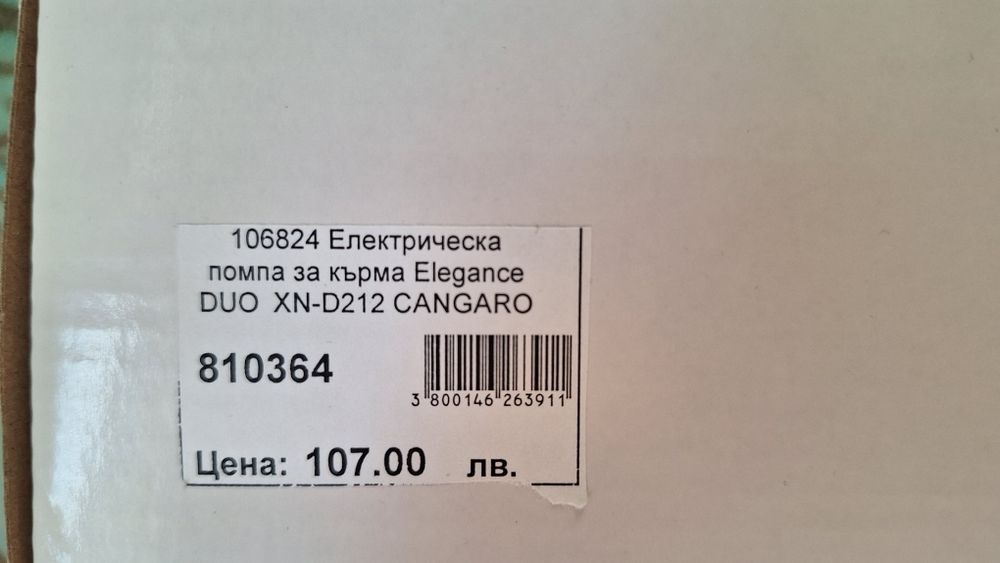 106824 Електрическа
помпа за кърма Elegance
DUO XN-D212 CANGARO
810364
3 800146 263911
Цена: 107.00 лв.